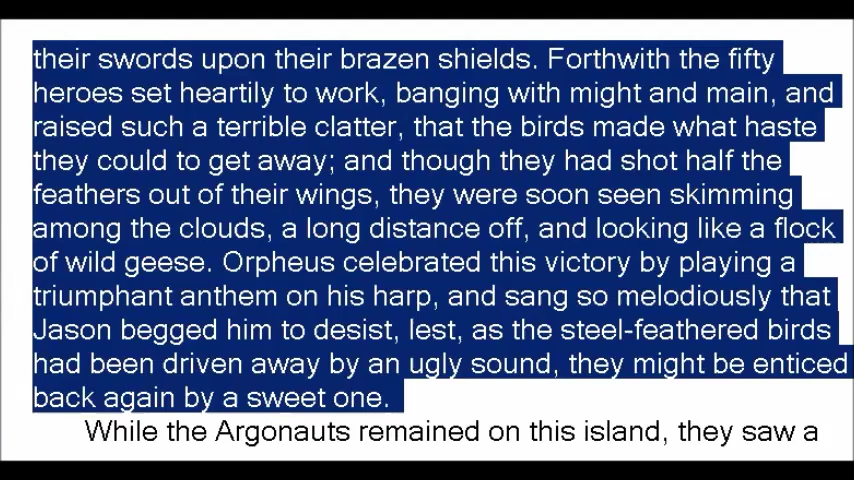 their swords upon their brazen shields. Forthwith the fifty
heroes set heartily to work, banging with might and main, and
raised such a terrible clatter, that the birds made what haste
they could to get away; and though they had shot half the
feathers out of their wings, they were soon seen skimming
among the clouds, a long distance off, and looking like a flock
of wild geese. Orpheus celebrated this victory by playing a
triumphant anthem on his harp, and sang so melodiously that
Jason begged him to desist, lest, as the steel-feathered birds
had been driven away by an ugly sound, they might be enticed
back again by a sweet one.
While the Argonauts remained on this island, they saw a